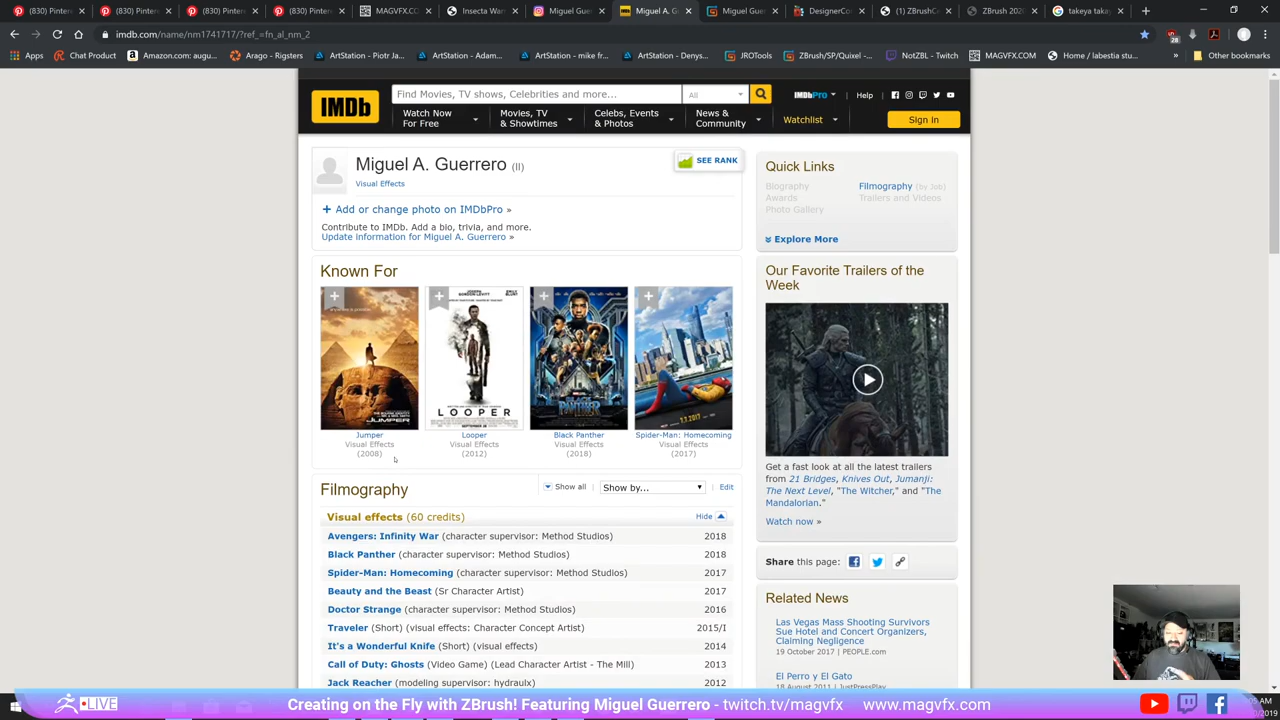 (830) Pinter
(830) Pinter
(830) Pinter
(830) Pinter
MAGVFX.CO
Insecta War
Miguel Gue
Miguel A. G
Miguel Gue
DesignerCo
(1) ZBrushCe
ZBrush 202
takeya taka
imdb.com/name/nm1741717/?ref_=fn_al_nm_2
28
Apps
Chat Product
Amazon.com: augu...
Arago - Rigsters
ArtStation - Piotr Ja...
ArtStation - Adam...
ArtStation - mike fr...
ArtStation - Denys...
JROTools
ZBrush/SP/Quixel -...
NotZBL - Twitch
MAGVFX.COM
Home / labestia stu...
»
Other bookmarks
IMDb
Find Movies, TV shows, Celebrities and more...
All
IMDbPro
Help
Watch Now
For Free
Movies, TV
& Showtimes
Celebs, Events
& Photos
News &
Community
Watchlist
Sign In
Miguel A. Guerrero (II)
Visual Effects
SEE RANK
+ Add or change photo on IMDbPro »
Contribute to IMDb. Add a bio, trivia, and more.
Update information for Miguel A. Guerrero »
Known For
JUMPER
LOOPER
7.7.2017
Jumper
Visual Effects
(2008)
Looper
Visual Effects
(2012)
Black Panther
Visual Effects
(2018)
Spider-Man: Homecoming
Visual Effects
(2017)
Filmography
Show all
Show by...
Edit
Visual effects (60 credits)
Hide
Avengers: Infinity War (character supervisor: Method Studios) 2018
Black Panther (character supervisor: Method Studios) 2018
Spider-Man: Homecoming (character supervisor: Method Studios) 2017
Beauty and the Beast (Sr Character Artist) 2017
Doctor Strange (character supervisor: Method Studios) 2016
Traveler (Short) (visual effects: Character Concept Artist) 2015/I
It's a Wonderful Knife (Short) (visual effects) 2014
Call of Duty: Ghosts (Video Game) (Lead Character Artist - The Mill) 2013
Jack Reacher (modeling supervisor: hydraulx) 2012
Quick Links
Biography
Awards
Photo Gallery
Filmography (by Job)
Trailers and Videos
Explore More
Our Favorite Trailers of the
Week
Get a fast look at all the latest trailers
from 21 Bridges, Knives Out, Jumanji:
The Next Level, "The Witcher," and "The
Mandalorian."
Watch now »
Share this page:
Related News
Las Vegas Mass Shooting Survivors
Sue Hotel and Concert Organizers,
Claiming Negligence
19 October 2017 | PEOPLE.com
El Perro y El Gato
18 August 2011 | JustPressPlay
LIVE
Creating on the Fly with ZBrush! Featuring Miguel Guerrero - twitch.tv/magvfx www.magvfx.com